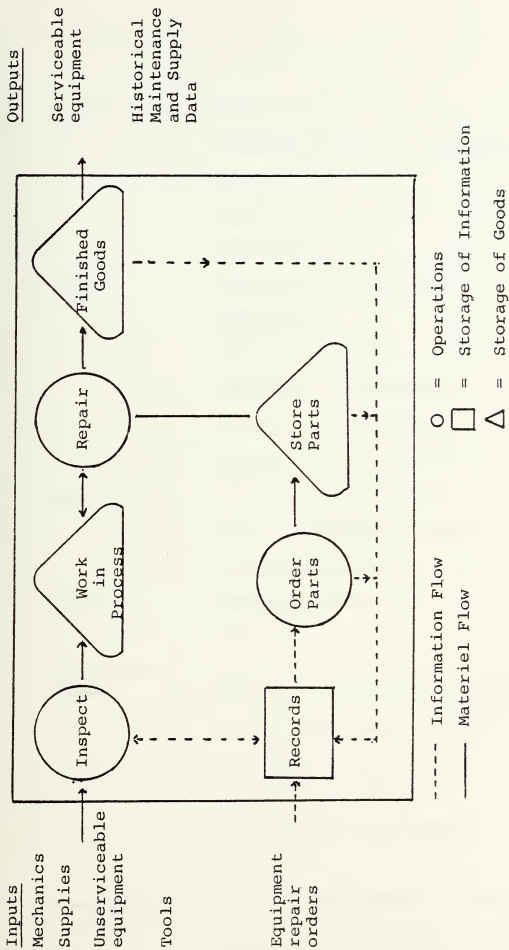 Inputs
Mechanics
Supplies
Unserviceable
equipment
Tools
Equipment
repair
orders
Inspect
Work
in
Process
Repair
Finished
Goods
Records
Order
Parts
Store
Parts
Outputs
Serviceable
equipment
Historical
Maintenance
and Supply
Data
---- Information Flow
—— Materiel Flow
○ = Operations
□ = Storage of Information
△ = Storage of Goods